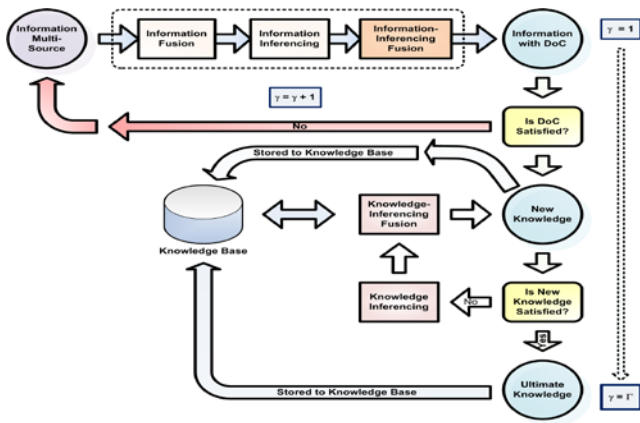 Information
Multi-
Source
Information
Fusion
Information
Inferencing
Information-
Inferencing
Fusion
Information
with DoC
γ = 1
γ = γ + 1
No
Is DoC
Satisfied?
Stored to Knowledge Base
Knowledge-
Inferencing
Fusion
New
Knowledge
Knowledge Base
Knowledge
Inferencing
No
Is New
Knowledge
Satisfied?
Yes
Stored to Knowledge Base
Ultimate
Knowledge
γ = Γ